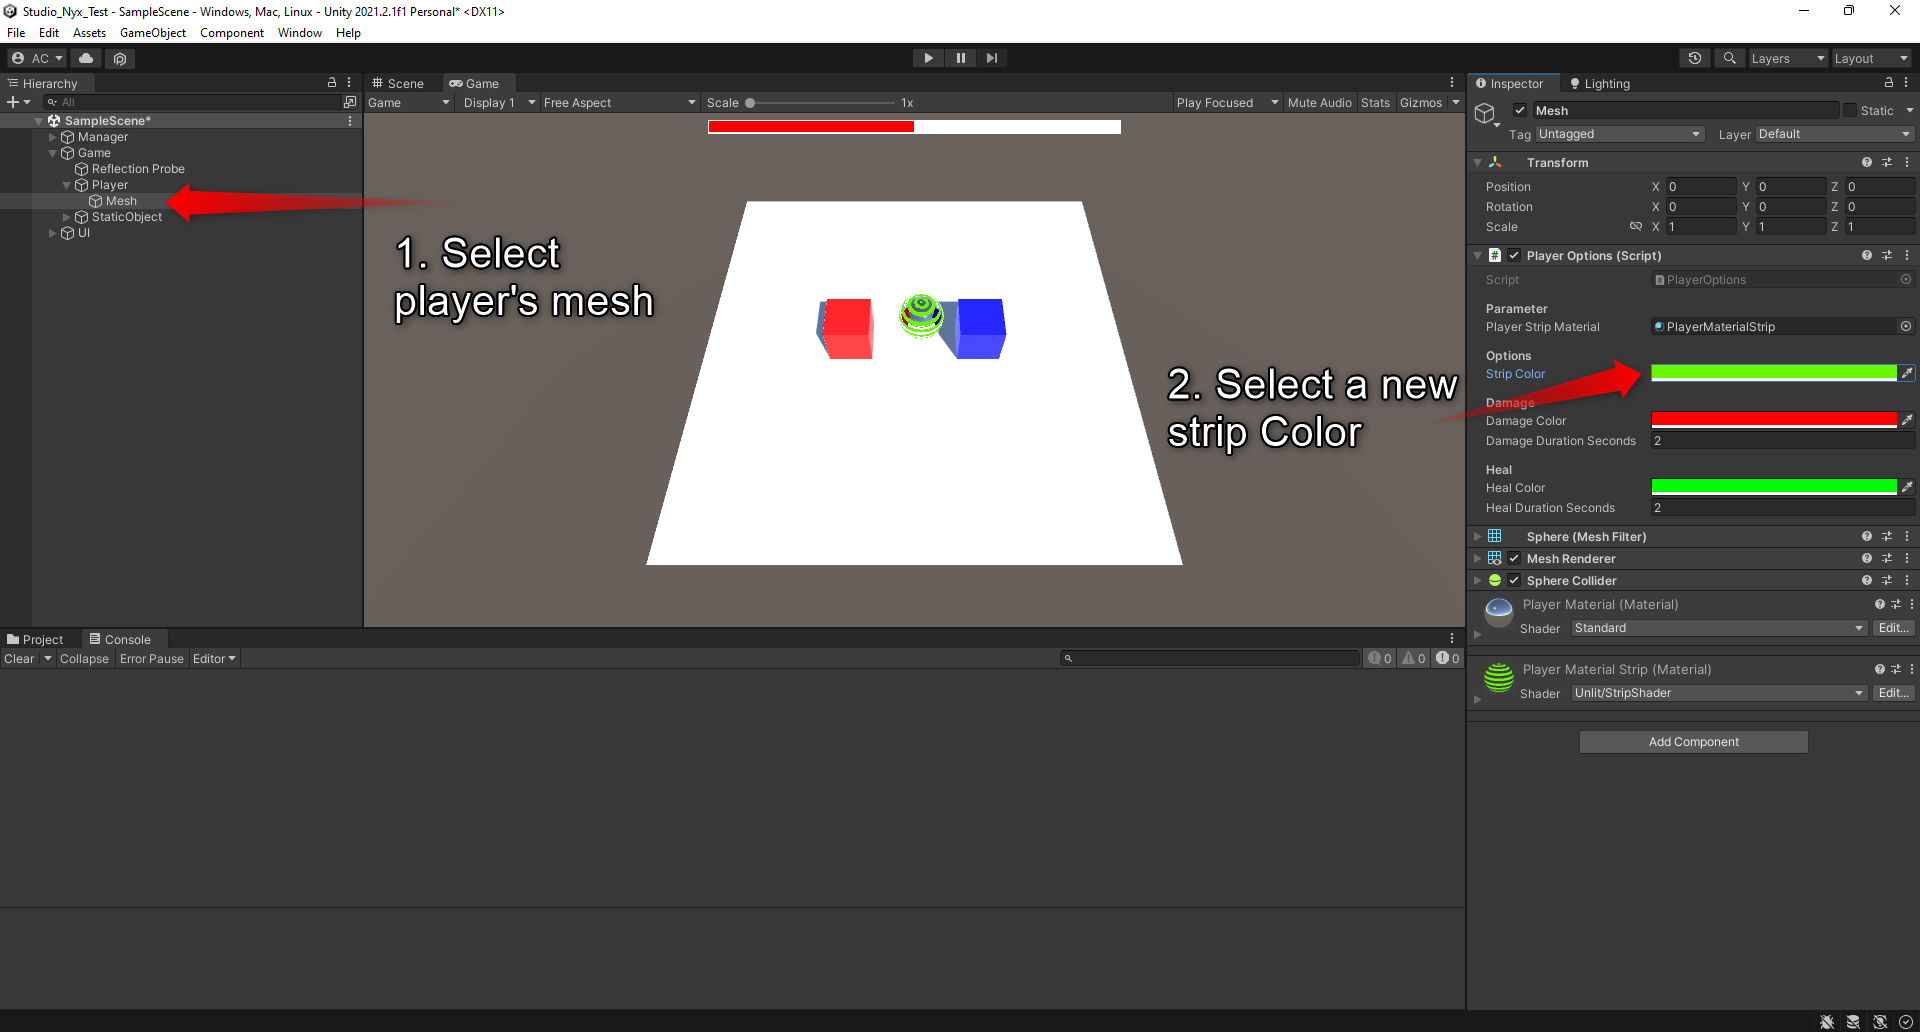 Studio_Nyx_Test - SampleScene - Windows, Mac, Linux - Unity 2021.2.1f1 Personal* <DX11>
File Edit Assets GameObject Component Window Help
AC Layers Layout
Hierarchy
All
SampleScene*
Manager
Game
Reflection Probe
Player
Mesh
StaticObject
UI
Scene Game
Game Display 1 Free Aspect Scale 1x Play Focused Mute Audio Stats Gizmos
1. Select
player's mesh
2. Select a new
strip Color
Project Console
Clear Collapse Error Pause Editor 0 0 0
Inspector Lighting
Mesh Static
Tag Untagged Layer Default
Transform
Position X 0 Y 0 Z 0
Rotation X 0 Y 0 Z 0
Scale X 1 Y 1 Z 1
# Player Options (Script)
Script PlayerOptions
Parameter
Player Strip Material PlayerMaterialStrip
Options
Strip Color
Damage
Damage Color
Damage Duration Seconds 2
Heal
Heal Color
Heal Duration Seconds 2
Sphere (Mesh Filter)
Mesh Renderer
Sphere Collider
Player Material (Material)
Shader Standard Edit...
Player Material Strip (Material)
Shader Unlit/StripShader Edit...
Add Component